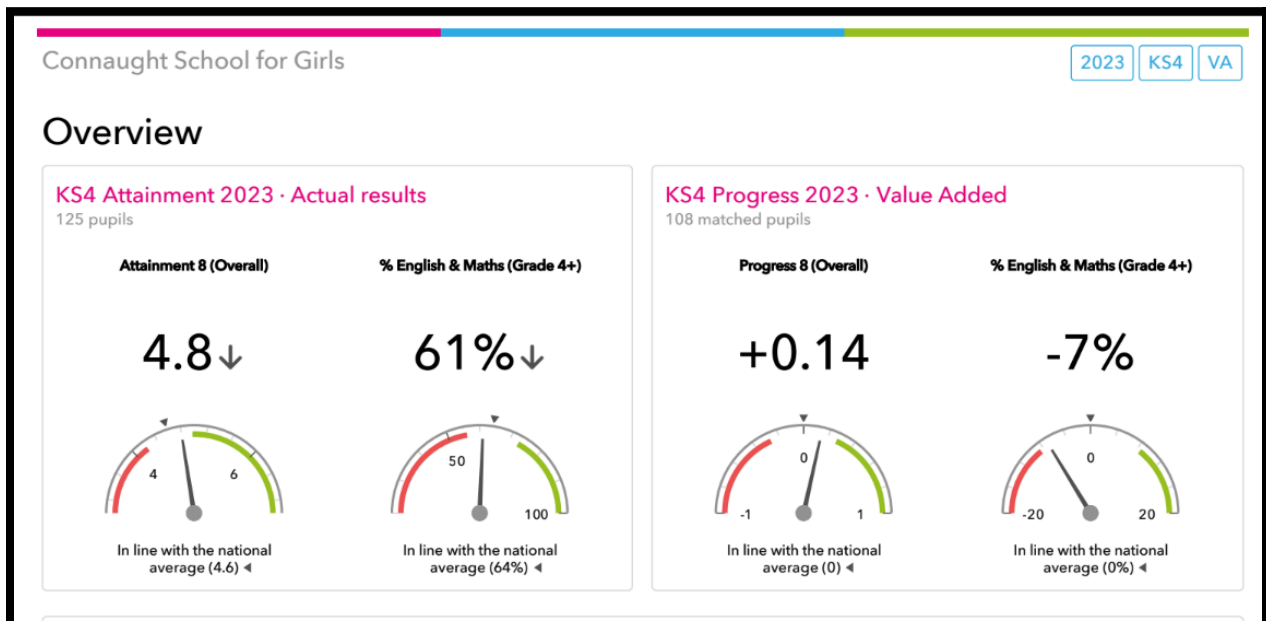 Connaught School for Girls
2023 KS4 VA
Overview
KS4 Attainment 2023 · Actual results
125 pupils
Attainment 8 (Overall)
% English & Maths (Grade 4+)
4.8↓
61%↓
4 6
50 100
In line with the national
average (4.6) ◀
In line with the national
average (64%) ◀
KS4 Progress 2023 · Value Added
108 matched pupils
Progress 8 (Overall)
% English & Maths (Grade 4+)
+0.14
-7%
-1 0 1
-20 0 20
In line with the national
average (0) ◀
In line with the national
average (0%) ◀